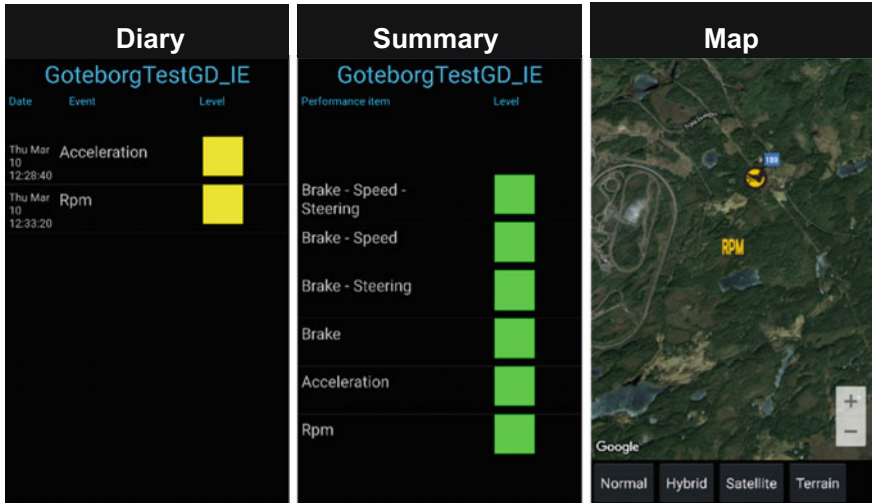 Diary
GoteborgTestGD_IE
Date Event Level
Thu Mar
10
12:28:40
Acceleration
Thu Mar
10
12:33:20
Rpm
Summary
GoteborgTestGD_IE
Performance item Level
Brake - Speed -
Steering
Brake - Speed
Brake - Steering
Brake
Acceleration
Rpm
Map
180
RPM
+
−
Google
Normal Hybrid Satellite Terrain